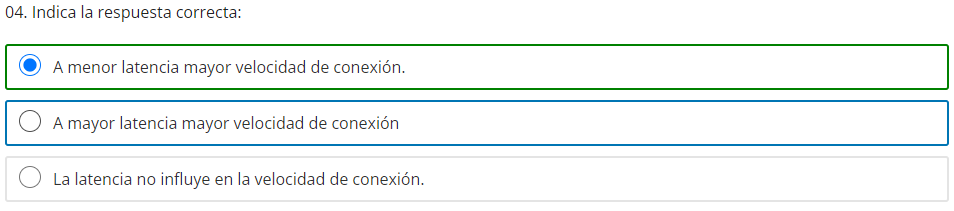 04. Indica la respuesta correcta:
A menor latencia mayor velocidad de conexión.
A mayor latencia mayor velocidad de conexión
La latencia no influye en la velocidad de conexión.